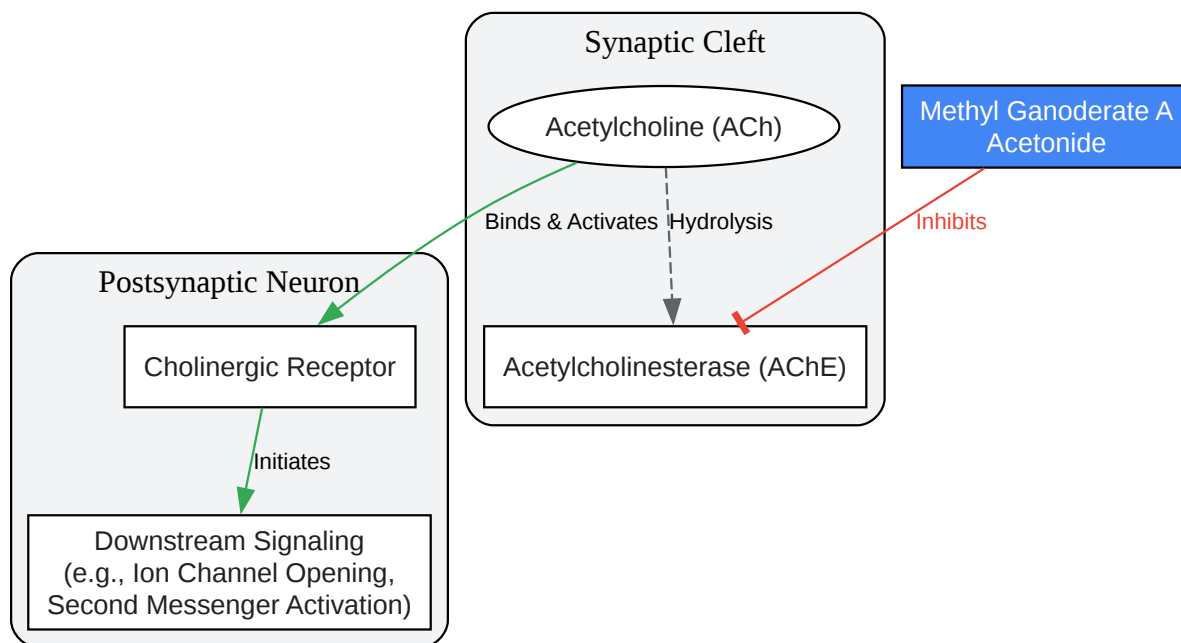 Synaptic Cleft
Acetylcholine (ACh)
Methyl Ganoderate A
Acetonide
Binds & Activates
Hydrolysis
Inhibits
Postsynaptic Neuron
Cholinergic Receptor
Acetylcholinesterase (AChE)
Initiates
Downstream Signaling
(e.g., Ion Channel Opening,
Second Messenger Activation)